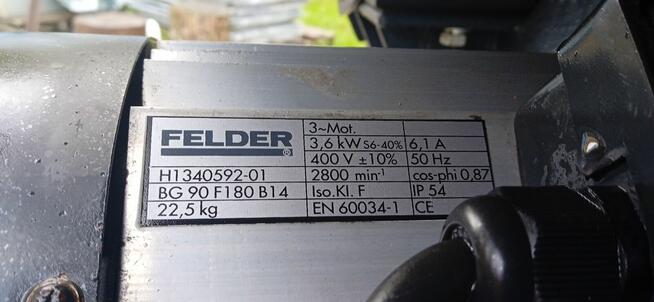 FELDER®
3~Mot.
3,6 kW S6-40% 6,1 A
400 V ±10% 50 Hz
H1340592-01 2800 min⁻¹ cos-phi 0,87
BG 90 F180 B14 Iso.Kl. F IP 54
22,5 kg EN 60034-1 CE